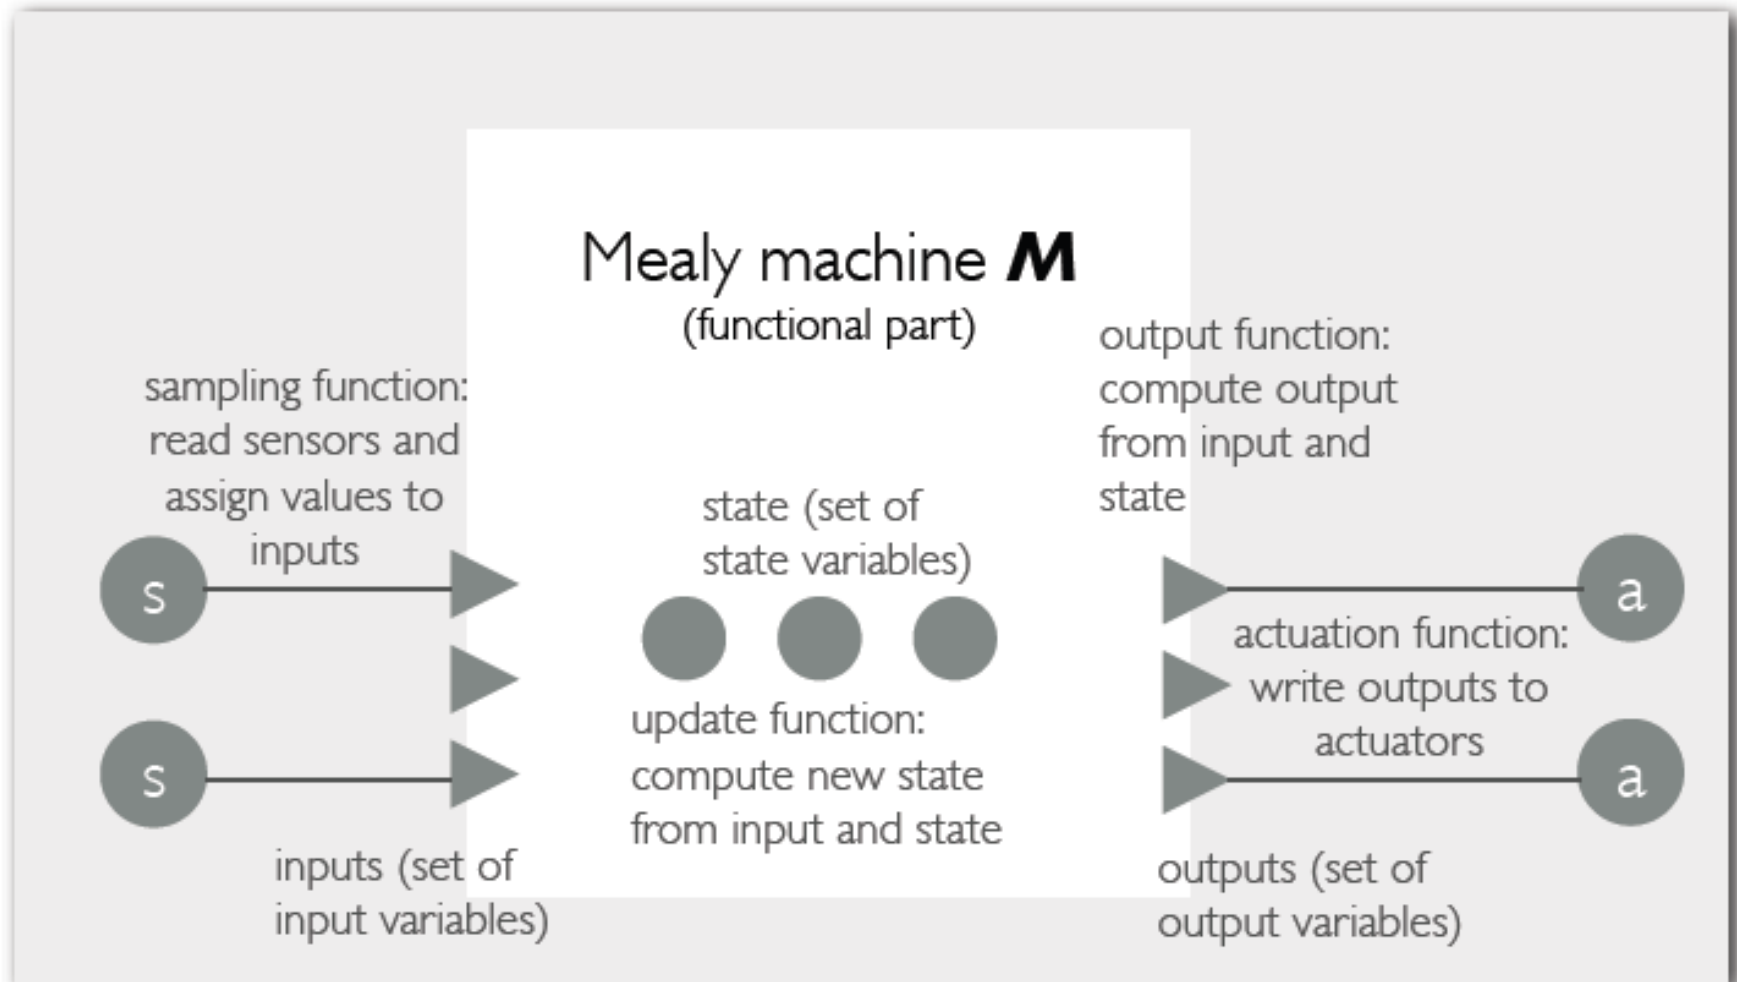 Mealy machine M
(functional part)
sampling function:
read sensors and
assign values to
inputs
output function:
compute output
from input and
state
state (set of
state variables)
s
s
update function:
compute new state
from input and state
a
actuation function:
write outputs to
actuators
a
inputs (set of
input variables)
outputs (set of
output variables)